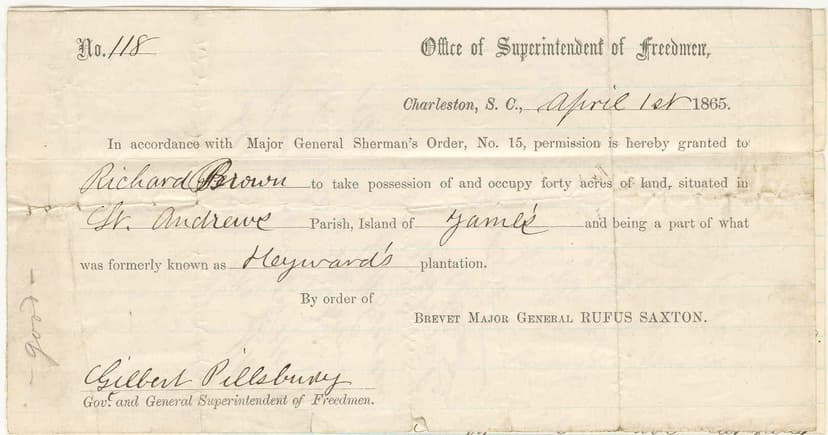 No. 118
Office of Superintendent of Freedmen,
Charleston, S. C., April 1st 1865.
In accordance with Major General Sherman's Order, No. 15, permission is hereby granted to
Richard Brown to take possession of and occupy forty acres of land, situated in
St. Andrews Parish, Island of James and being a part of what
was formerly known as Heyward's plantation.
By order of
BREVET MAJOR GENERAL RUFUS SAXTON.
Gilbert Pillsbury
Gov't and General Superintendent of Freedmen.
- good -